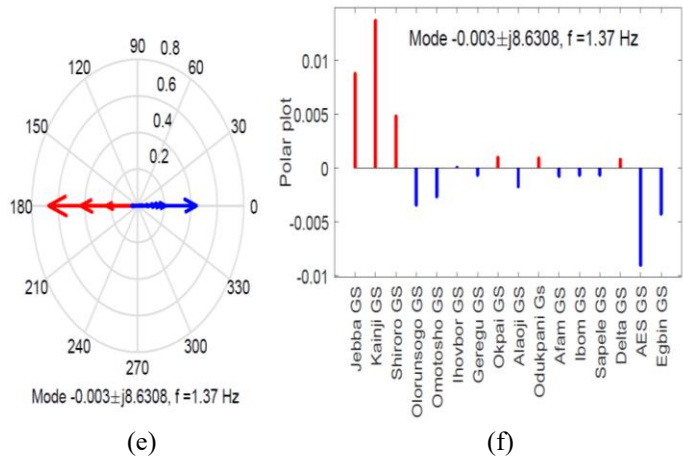 90
0.8
120
60
0.6
0.4
150
30
0.2
180
0
210
330
240
300
270
Mode -0.003±j8.6308, f =1.37 Hz
(e)
Mode -0.003±j8.6308, f =1.37 Hz
Polar plot
0.01
0.005
0
-0.005
-0.01
Jebba GS
Kainji GS
Shiroro GS
Olorunsogo GS
Omotosho GS
Ihovbor GS
Geregu GS
Okpai GS
Alaoji GS
Odukpani Gs
Afam GS
Ibom GS
Sapele GS
Delta GS
AES GS
Egbin GS
(f)